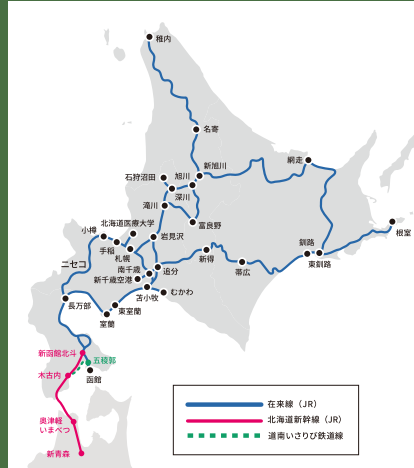 稚内
名寄
新旭川
旭川
石狩沼田
深川
網走
滝川
富良野
北海道医療大学
小樽
岩見沢
手稲
札幌
釧路
根室
ニセコ
南千歳
追分
新得
東釧路
新千歳空港
帯広
苫小牧
むかわ
長万部
東室蘭
室蘭
新函館北斗
五稜郭
木古内
函館
奥津軽
いまべつ
新青森
在来線（JR）
北海道新幹線（JR）
道南いさりび鉄道線